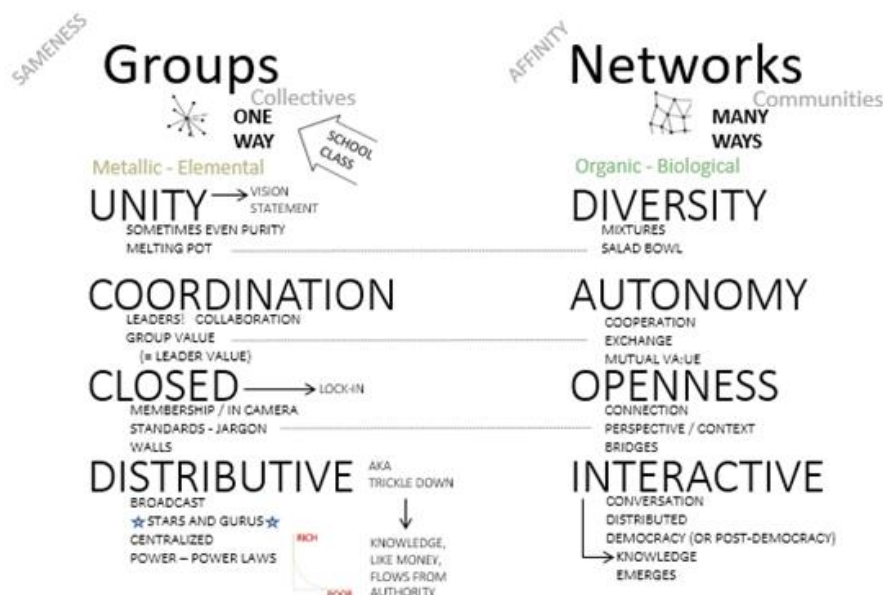 SAMENESS
Groups
Collectives
ONE
WAY
SCHOOL
CLASS
Metallic - Elemental
UNITY
VISION
STATEMENT
SOMETIMES EVEN PURITY
MELTING POT
COORDINATION
LEADERS! COLLABORATION
GROUP VALUE
(= LEADER VALUE)
CLOSED
LOCK-IN
MEMBERSHIP / IN CAMERA
STANDARDS - JARGON
WALLS
DISTRIBUTIVE
AKA
TRICKLE DOWN
BROADCAST
STARS AND GURUS
CENTRALIZED
POWER – POWER LAWS
RICH
POOR
KNOWLEDGE,
LIKE MONEY,
FLOWS FROM
AUTHORITY
AFFINITY
Networks
Communities
MANY
WAYS
Organic - Biological
DIVERSITY
MIXTURES
SALAD BOWL
AUTONOMY
COOPERATION
EXCHANGE
MUTUAL VA:UE
OPENNESS
CONNECTION
PERSPECTIVE / CONTEXT
BRIDGES
INTERACTIVE
CONVERSATION
DISTRIBUTED
DEMOCRACY (OR POST-DEMOCRACY)
KNOWLEDGE
EMERGES